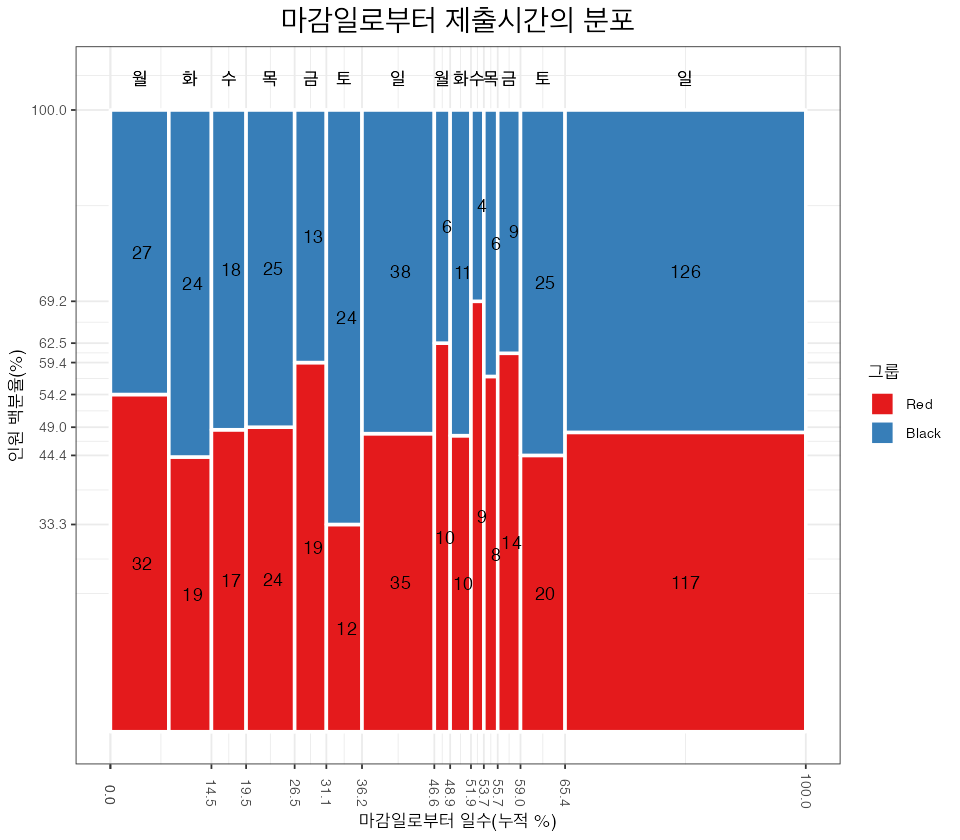 마감일로부터 제출시간의 분포
월 화 수 목 금 토 일 월 화 수 목 금 토 일
인원 백분율(%)
100.0
69.2
62.5
59.4
54.2
49.0
44.4
33.3
27 24 18 25 13 24 38 6 11 4 6 9 25 126
32 19 17 24 19 12 35 10 10 9 8 14 20 117
그룹
Red
Black
0.0 14.5 19.5 26.5 31.1 36.2 46.6 48.9 51.9 53.7 55.7 59.0 65.4 100.0
마감일로부터 일수(누적 %)